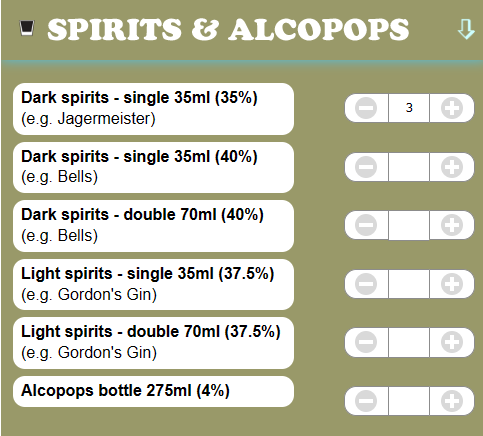 SPIRITS & ALCOPOPS
Dark spirits - single 35ml (35%)
(e.g. Jagermeister)
3
Dark spirits - single 35ml (40%)
(e.g. Bells)
Dark spirits - double 70ml (40%)
(e.g. Bells)
Light spirits - single 35ml (37.5%)
(e.g. Gordon's Gin)
Light spirits - double 70ml (37.5%)
(e.g. Gordon's Gin)
Alcopops bottle 275ml (4%)